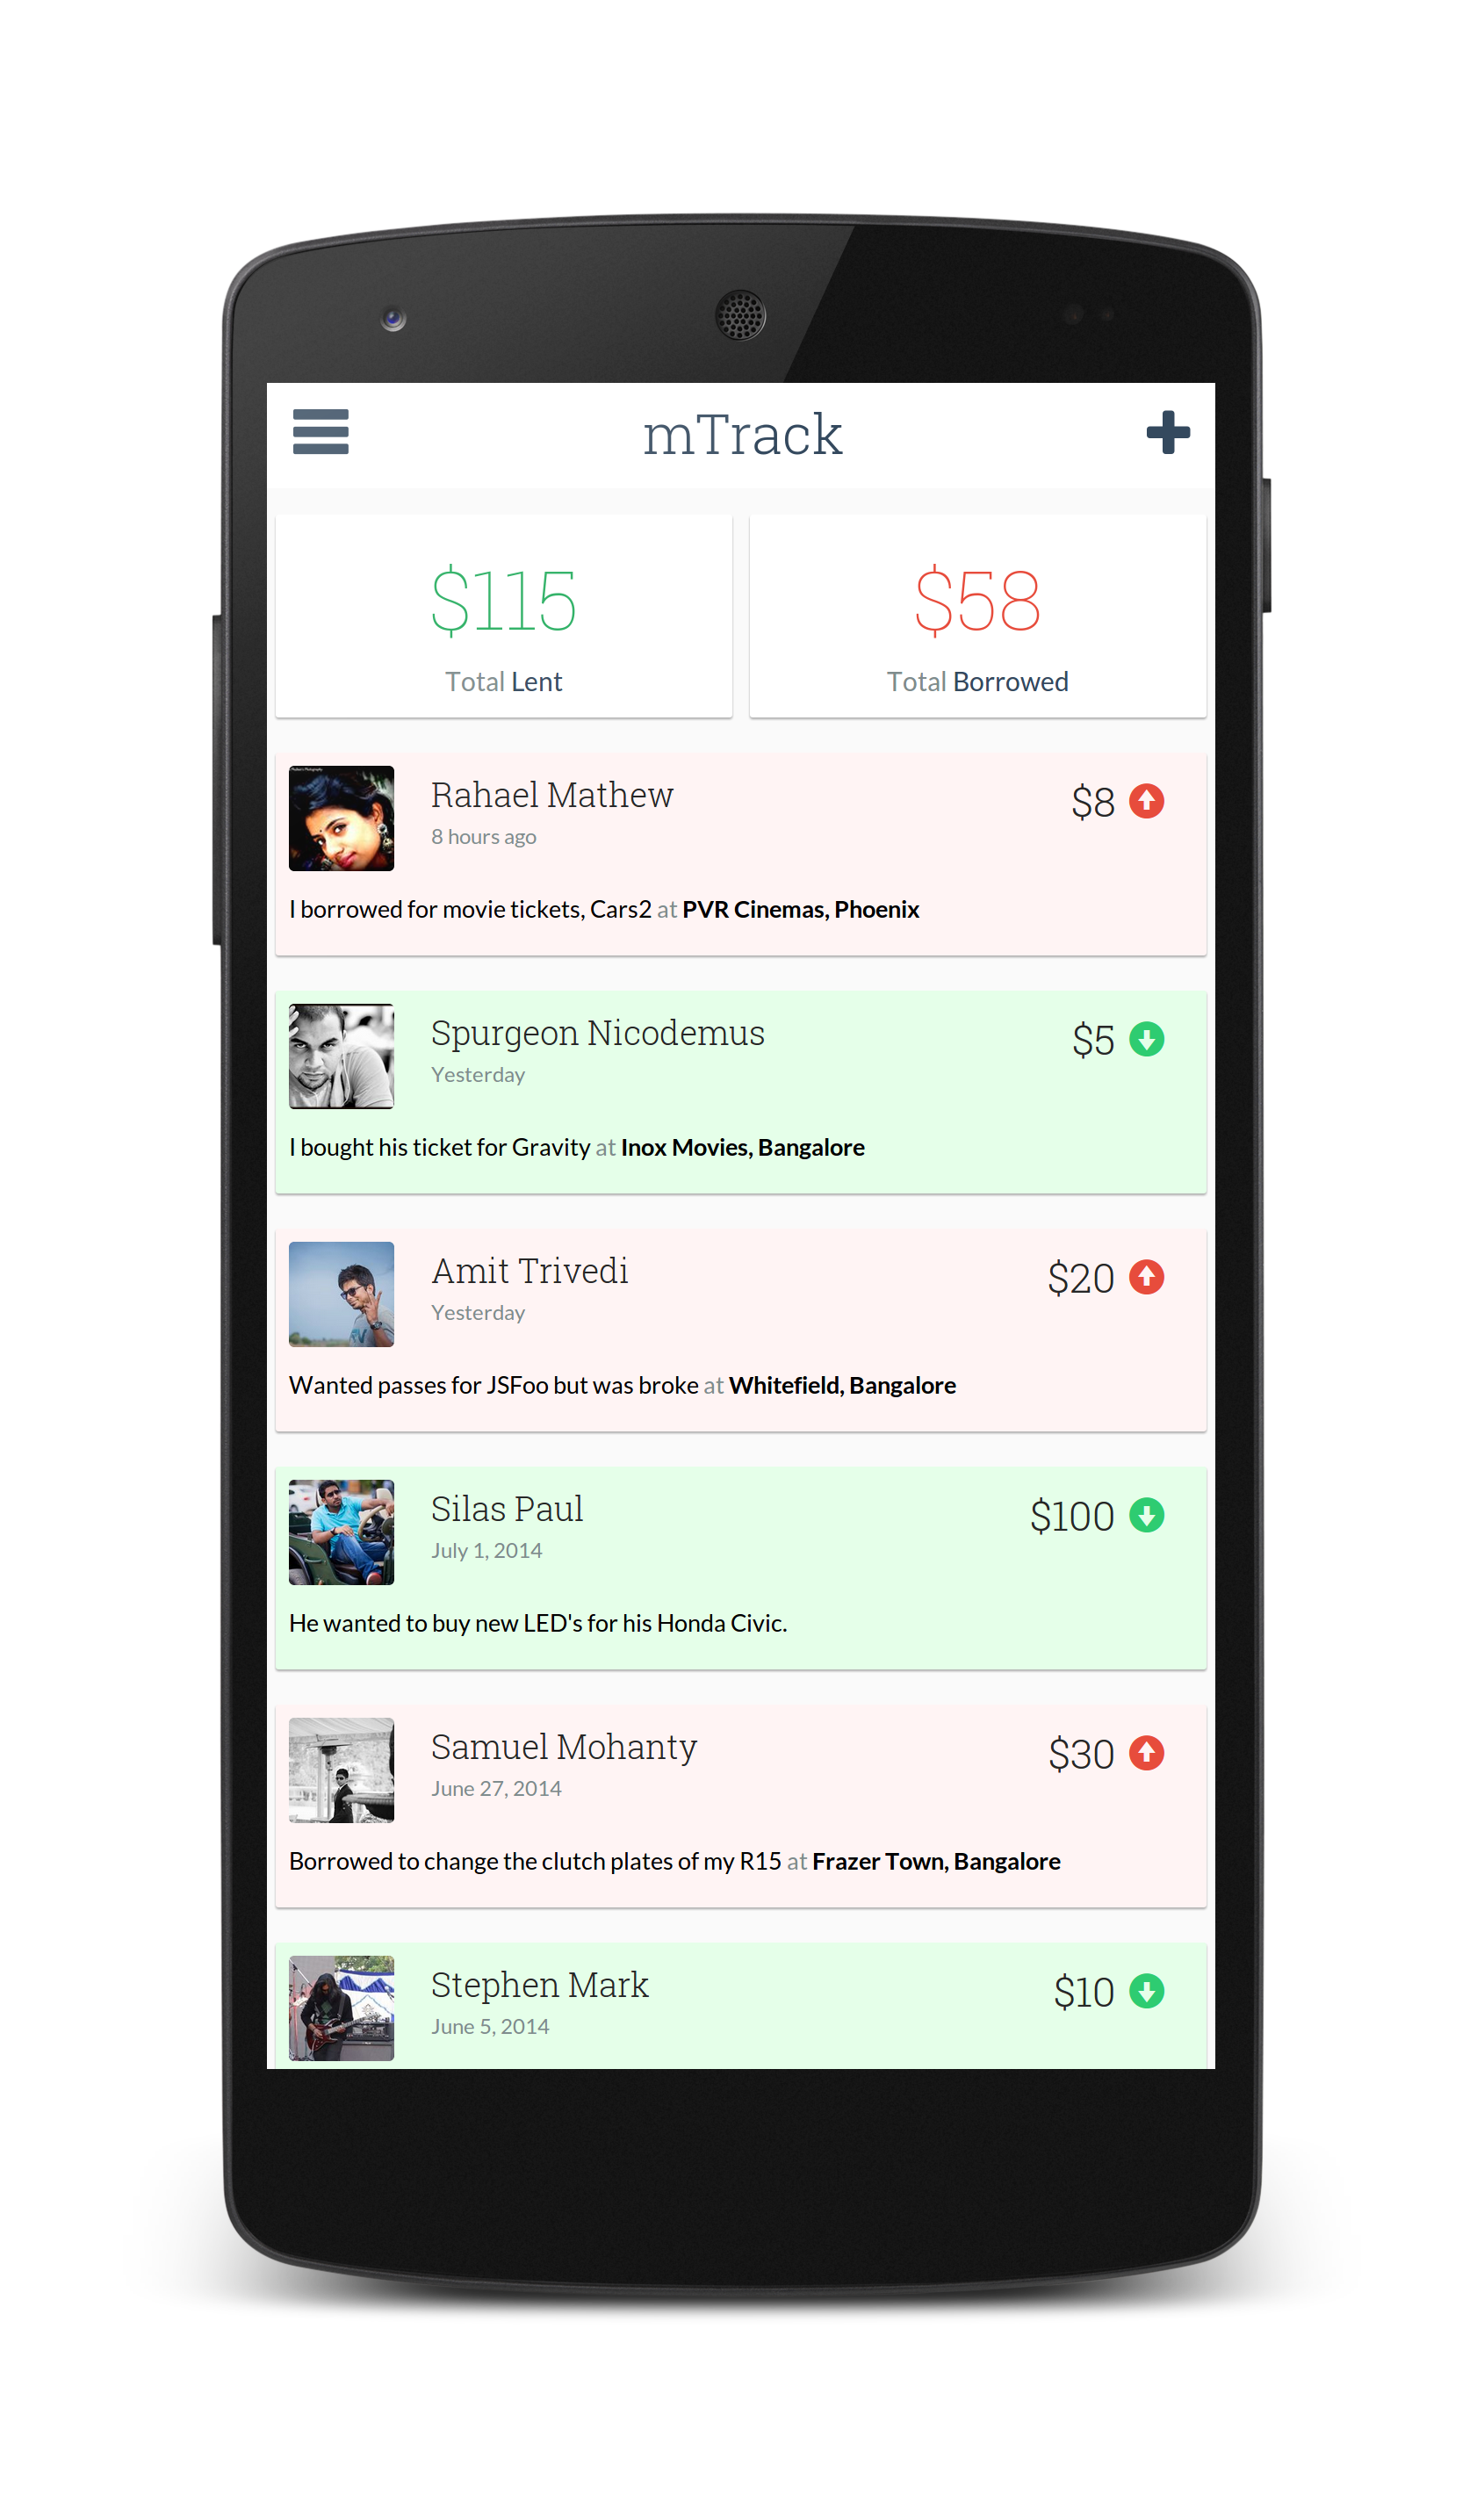 mTrack
$115
Total Lent
$58
Total Borrowed
Rahael Mathew
$8
8 hours ago
I borrowed for movie tickets, Cars2 at PVR Cinemas, Phoenix
Spurgeon Nicodemus
$5
Yesterday
I bought his ticket for Gravity at Inox Movies, Bangalore
Amit Trivedi
$20
Yesterday
Wanted passes for JSFoo but was broke at Whitefield, Bangalore
Silas Paul
$100
July 1, 2014
He wanted to buy new LED's for his Honda Civic.
Samuel Mohanty
$30
June 27, 2014
Borrowed to change the clutch plates of my R15 at Frazer Town, Bangalore
Stephen Mark
$10
June 5, 2014